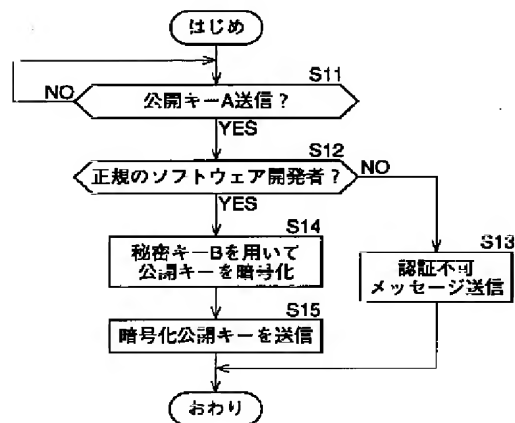 はじめ
S11
NO
公開キーA送信？
YES
S12
正規のソフトウェア開発者？
NO
YES
S14
秘密キーBを用いて
公開キーを暗号化
S13
認証不可
メッセージ送信
S15
暗号化公開キーを送信
おわり